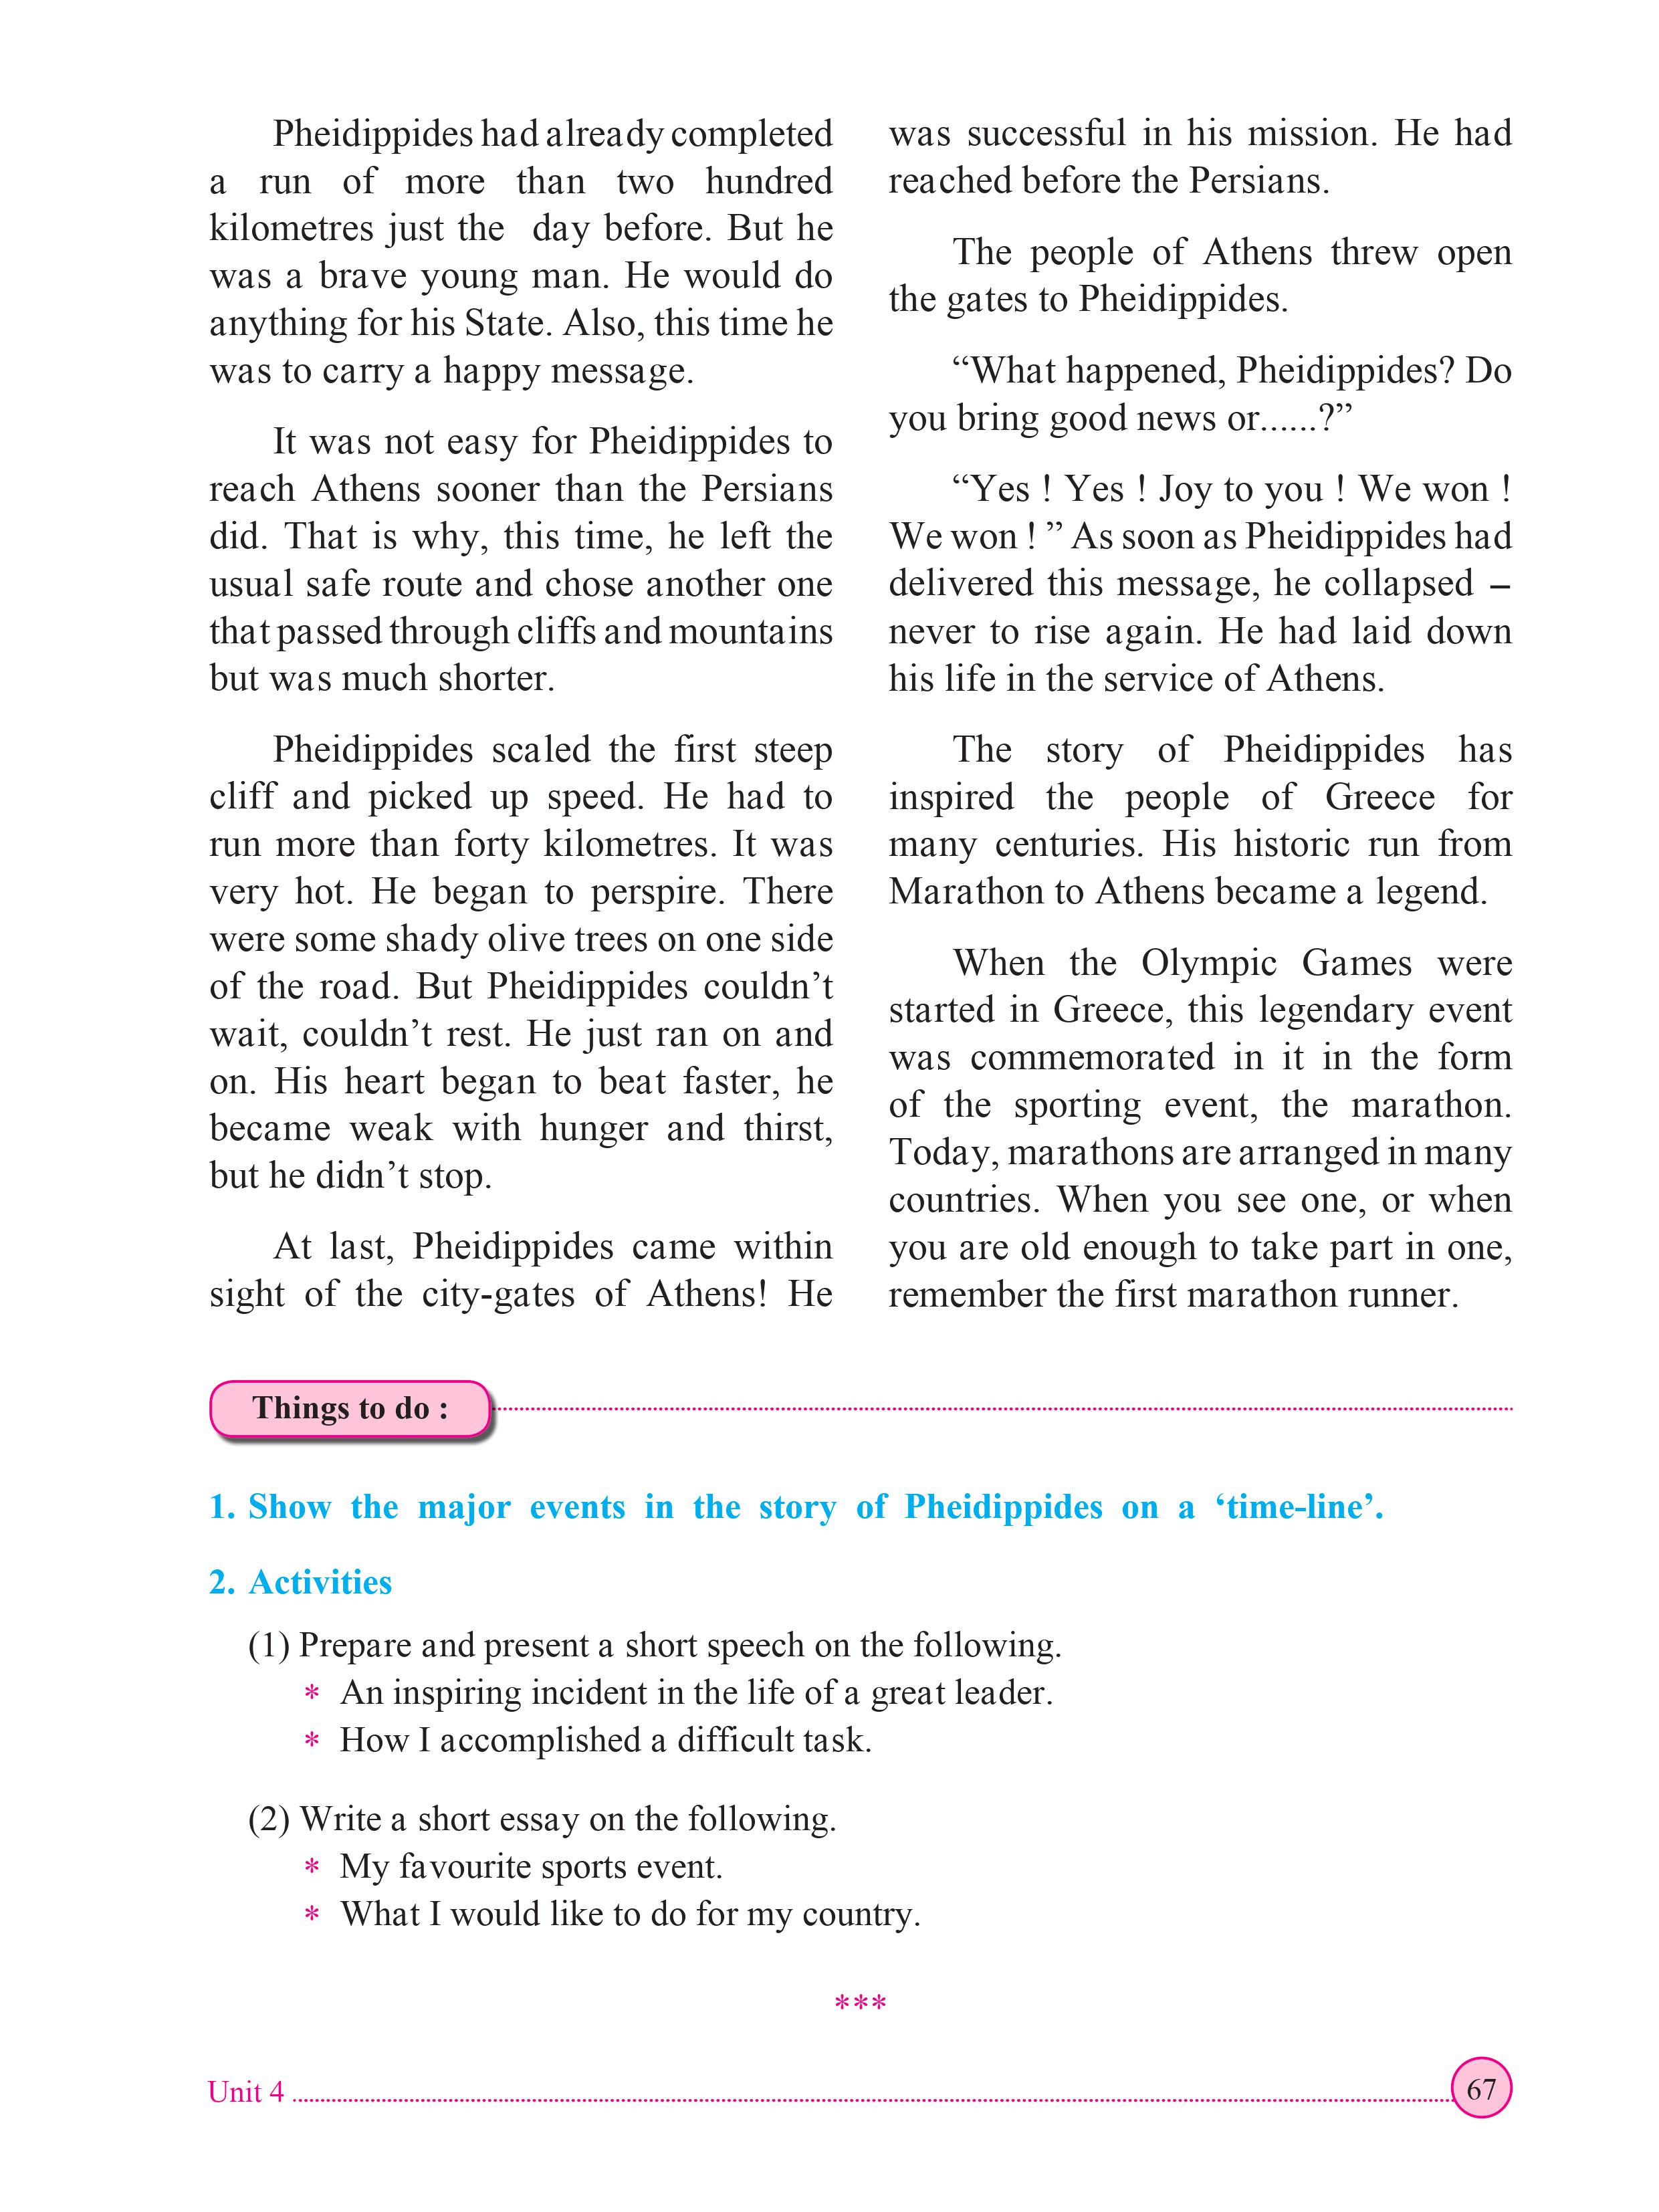 Pheidippides had already completed
a run of more than two hundred
kilometres just the day before. But he
was a brave young man. He would do
anything for his State. Also, this time he
was to carry a happy message.
It was not easy for Pheidippides to
reach Athens sooner than the Persians
did. That is why, this time, he left the
usual safe route and chose another one
that passed through cliffs and mountains
but was much shorter.
Pheidippides scaled the first steep
cliff and picked up speed. He had to
run more than forty kilometres. It was
very hot. He began to perspire. There
were some shady olive trees on one side
of the road. But Pheidippides couldn’t
wait, couldn’t rest. He just ran on and
on. His heart began to beat faster, he
became weak with hunger and thirst,
but he didn’t stop.
At last, Pheidippides came within
sight of the city-gates of Athens! He
was successful in his mission. He had
reached before the Persians.
The people of Athens threw open
the gates to Pheidippides.
“What happened, Pheidippides? Do
you bring good news or......?”
“Yes ! Yes ! Joy to you ! We won !
We won ! ” As soon as Pheidippides had
delivered this message, he collapsed –
never to rise again. He had laid down
his life in the service of Athens.
The story of Pheidippides has
inspired the people of Greece for
many centuries. His historic run from
Marathon to Athens became a legend.
When the Olympic Games were
started in Greece, this legendary event
was commemorated in it in the form
of the sporting event, the marathon.
Today, marathons are arranged in many
countries. When you see one, or when
you are old enough to take part in one,
remember the first marathon runner.
Things to do :
1. Show the major events in the story of Pheidippides on a ‘time-line’.
2. Activities
(1) Prepare and present a short speech on the following.
* An inspiring incident in the life of a great leader.
* How I accomplished a difficult task.
(2) Write a short essay on the following.
* My favourite sports event.
* What I would like to do for my country.
***
Unit 4
67